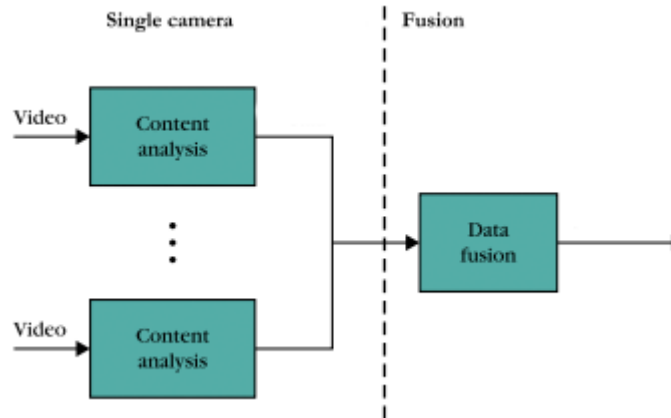 Single camera
Fusion
Video
Content
analysis
Data
fusion
Video
Content
analysis